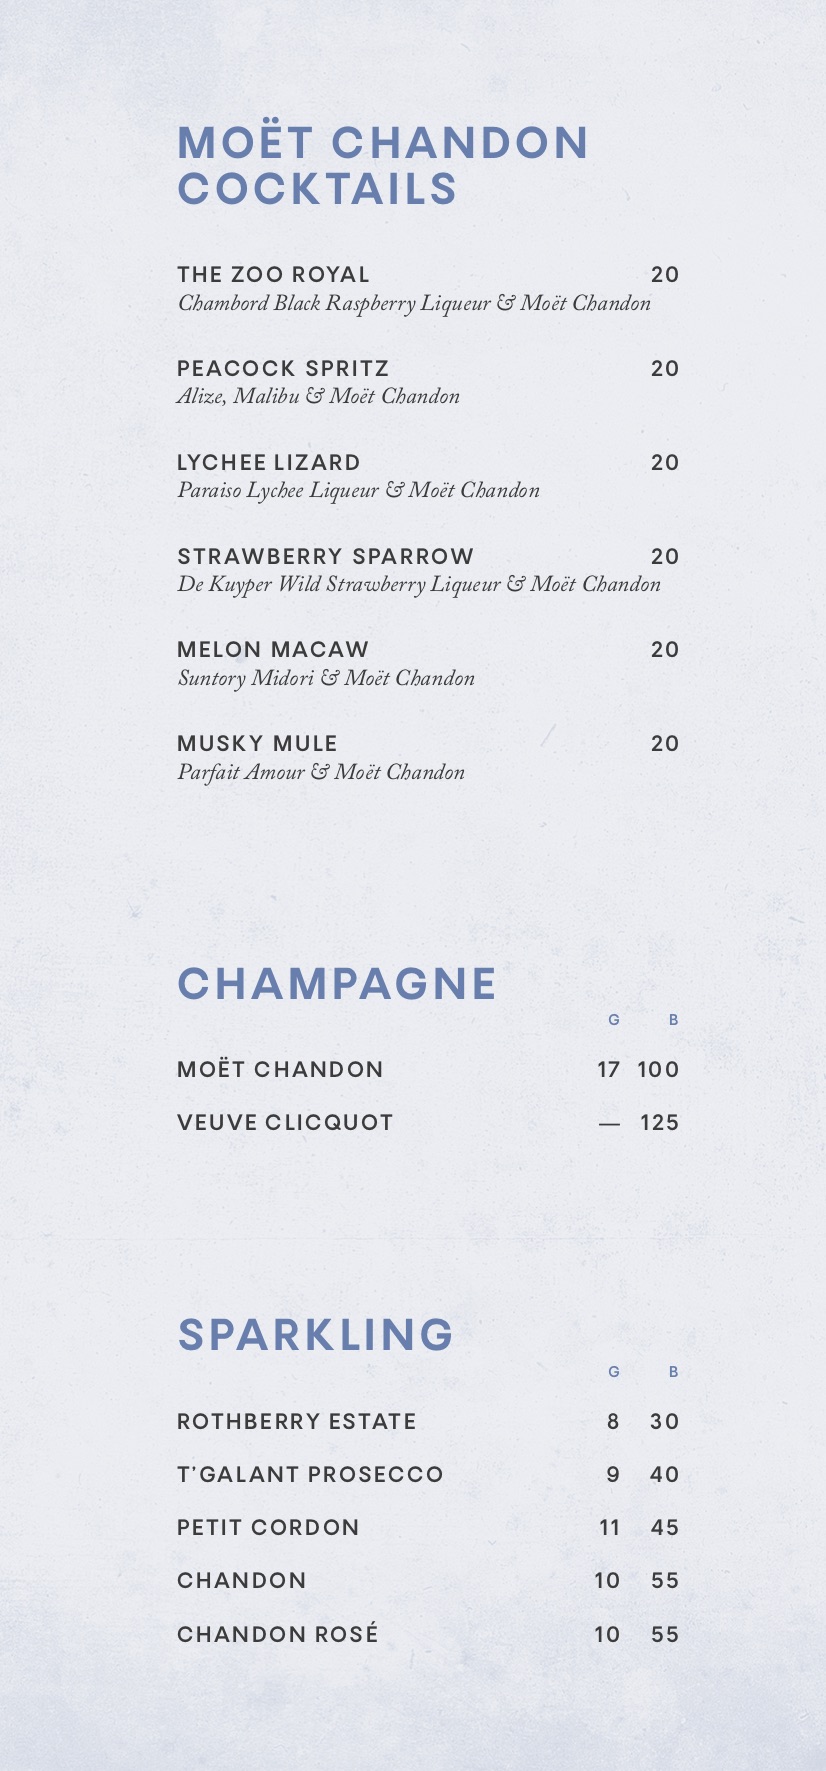 MOËT CHANDON
COCKTAILS
THE ZOO ROYAL 20
Chambord Black Raspberry Liqueur & Moët Chandon
PEACOCK SPRITZ 20
Alize, Malibu & Moët Chandon
LYCHEE LIZARD 20
Paraiso Lychee Liqueur & Moët Chandon
STRAWBERRY SPARROW 20
De Kuyper Wild Strawberry Liqueur & Moët Chandon
MELON MACAW 20
Suntory Midori & Moët Chandon
MUSKY MULE 20
Parfait Amour & Moët Chandon
CHAMPAGNE
G B
MOËT CHANDON 17 100
VEUVE CLICQUOT — 125
SPARKLING
G B
ROTHBERRY ESTATE 8 30
T'GALANT PROSECCO 9 40
PETIT CORDON 11 45
CHANDON 10 55
CHANDON ROSÉ 10 55